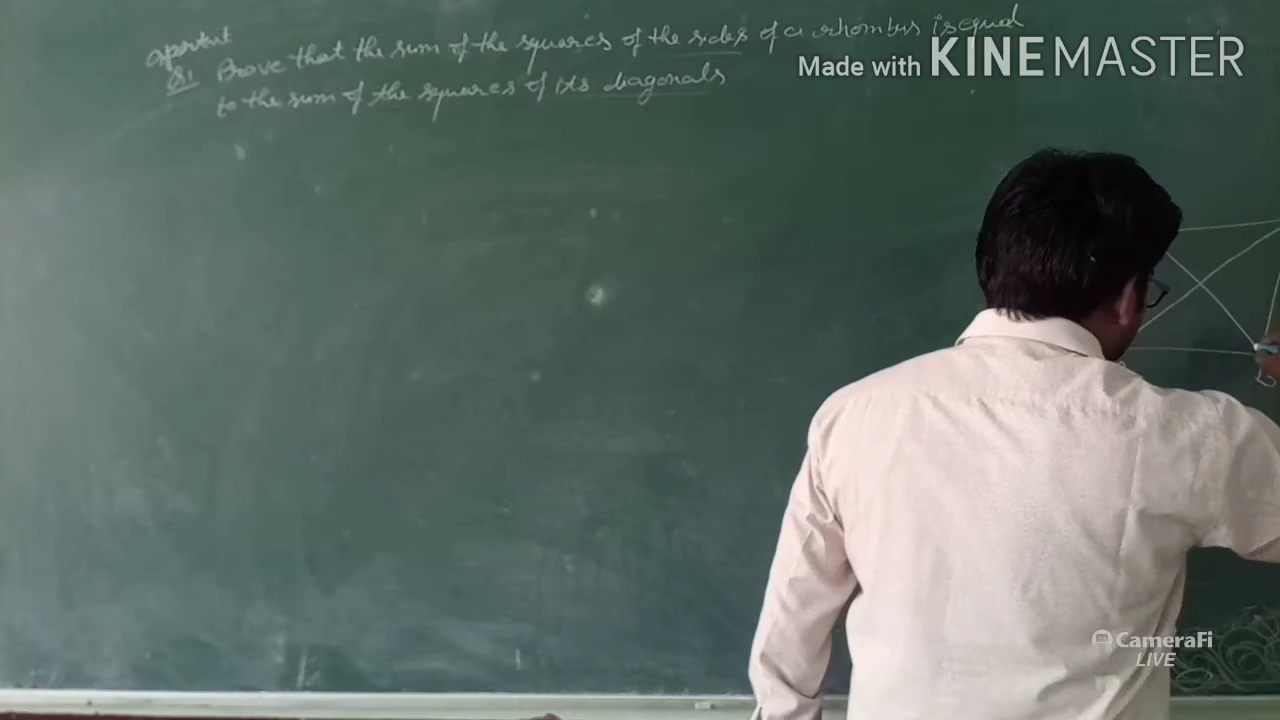 Made with KINEMASTER
Q1 Prove that the sum of the squares of the sides of a rhombus is equal
to the sum of the squares of its diagonals
CameraFi
LIVE